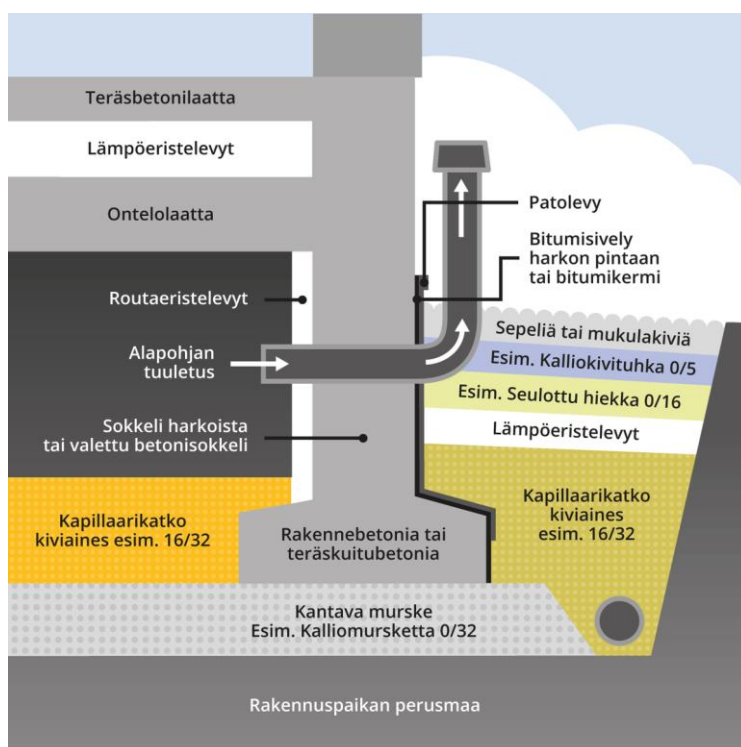 Teräsbetonilaatta
Lämpöeristelevyt
Ontelolaatta
Routaeristelevyt
Alapohjan
tuuletus
Sokkeli harkoista
tai valettu betonisokkeli
Kapillaarikatko
kiviaines esim. 16/32
Patolevy
Bitumisively
harkon pintaan
tai bitumikermi
Sepeliä tai mukulakiviä
Esim. Kalliokivituhka 0/5
Esim. Seulottu hiekka 0/16
Lämpöeristelevyt
Kapillaarikatko
kiviaines
esim. 16/32
Rakennebetonia tai
teräskuitubetonia
Kantava murske
Esim. Kalliomursketta 0/32
Rakennuspaikan perusmaa